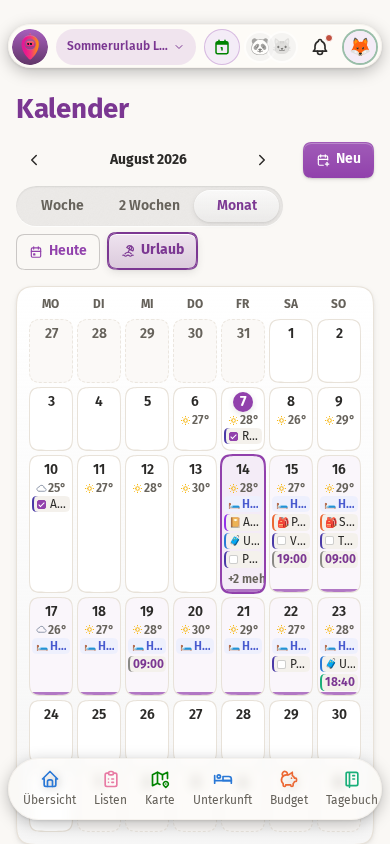 Sommerurlaub L...
Kalender
August 2026
Neu
Woche 2 Wochen Monat
Heute Urlaub
MO DI MI DO FR SA SO
27 28 29 30 31 1 2
3 4 5 6 7 8 9
27° 28° 26° 29°
R...
10 11 12 13 14 15 16
25° 27° 28° 30° 28° 27° 29°
A... H... H... H...
A... P... S...
U... V... T...
P... 19:00 09:00
+2 meh
17 18 19 20 21 22 23
26° 27° 28° 30° 29° 27° 28°
H... H... H... H... H... H... H...
09:00 P... U...
18:40
24 25 26 27 28 29 30
Übersicht Listen Karte Unterkunft Budget Tagebuch